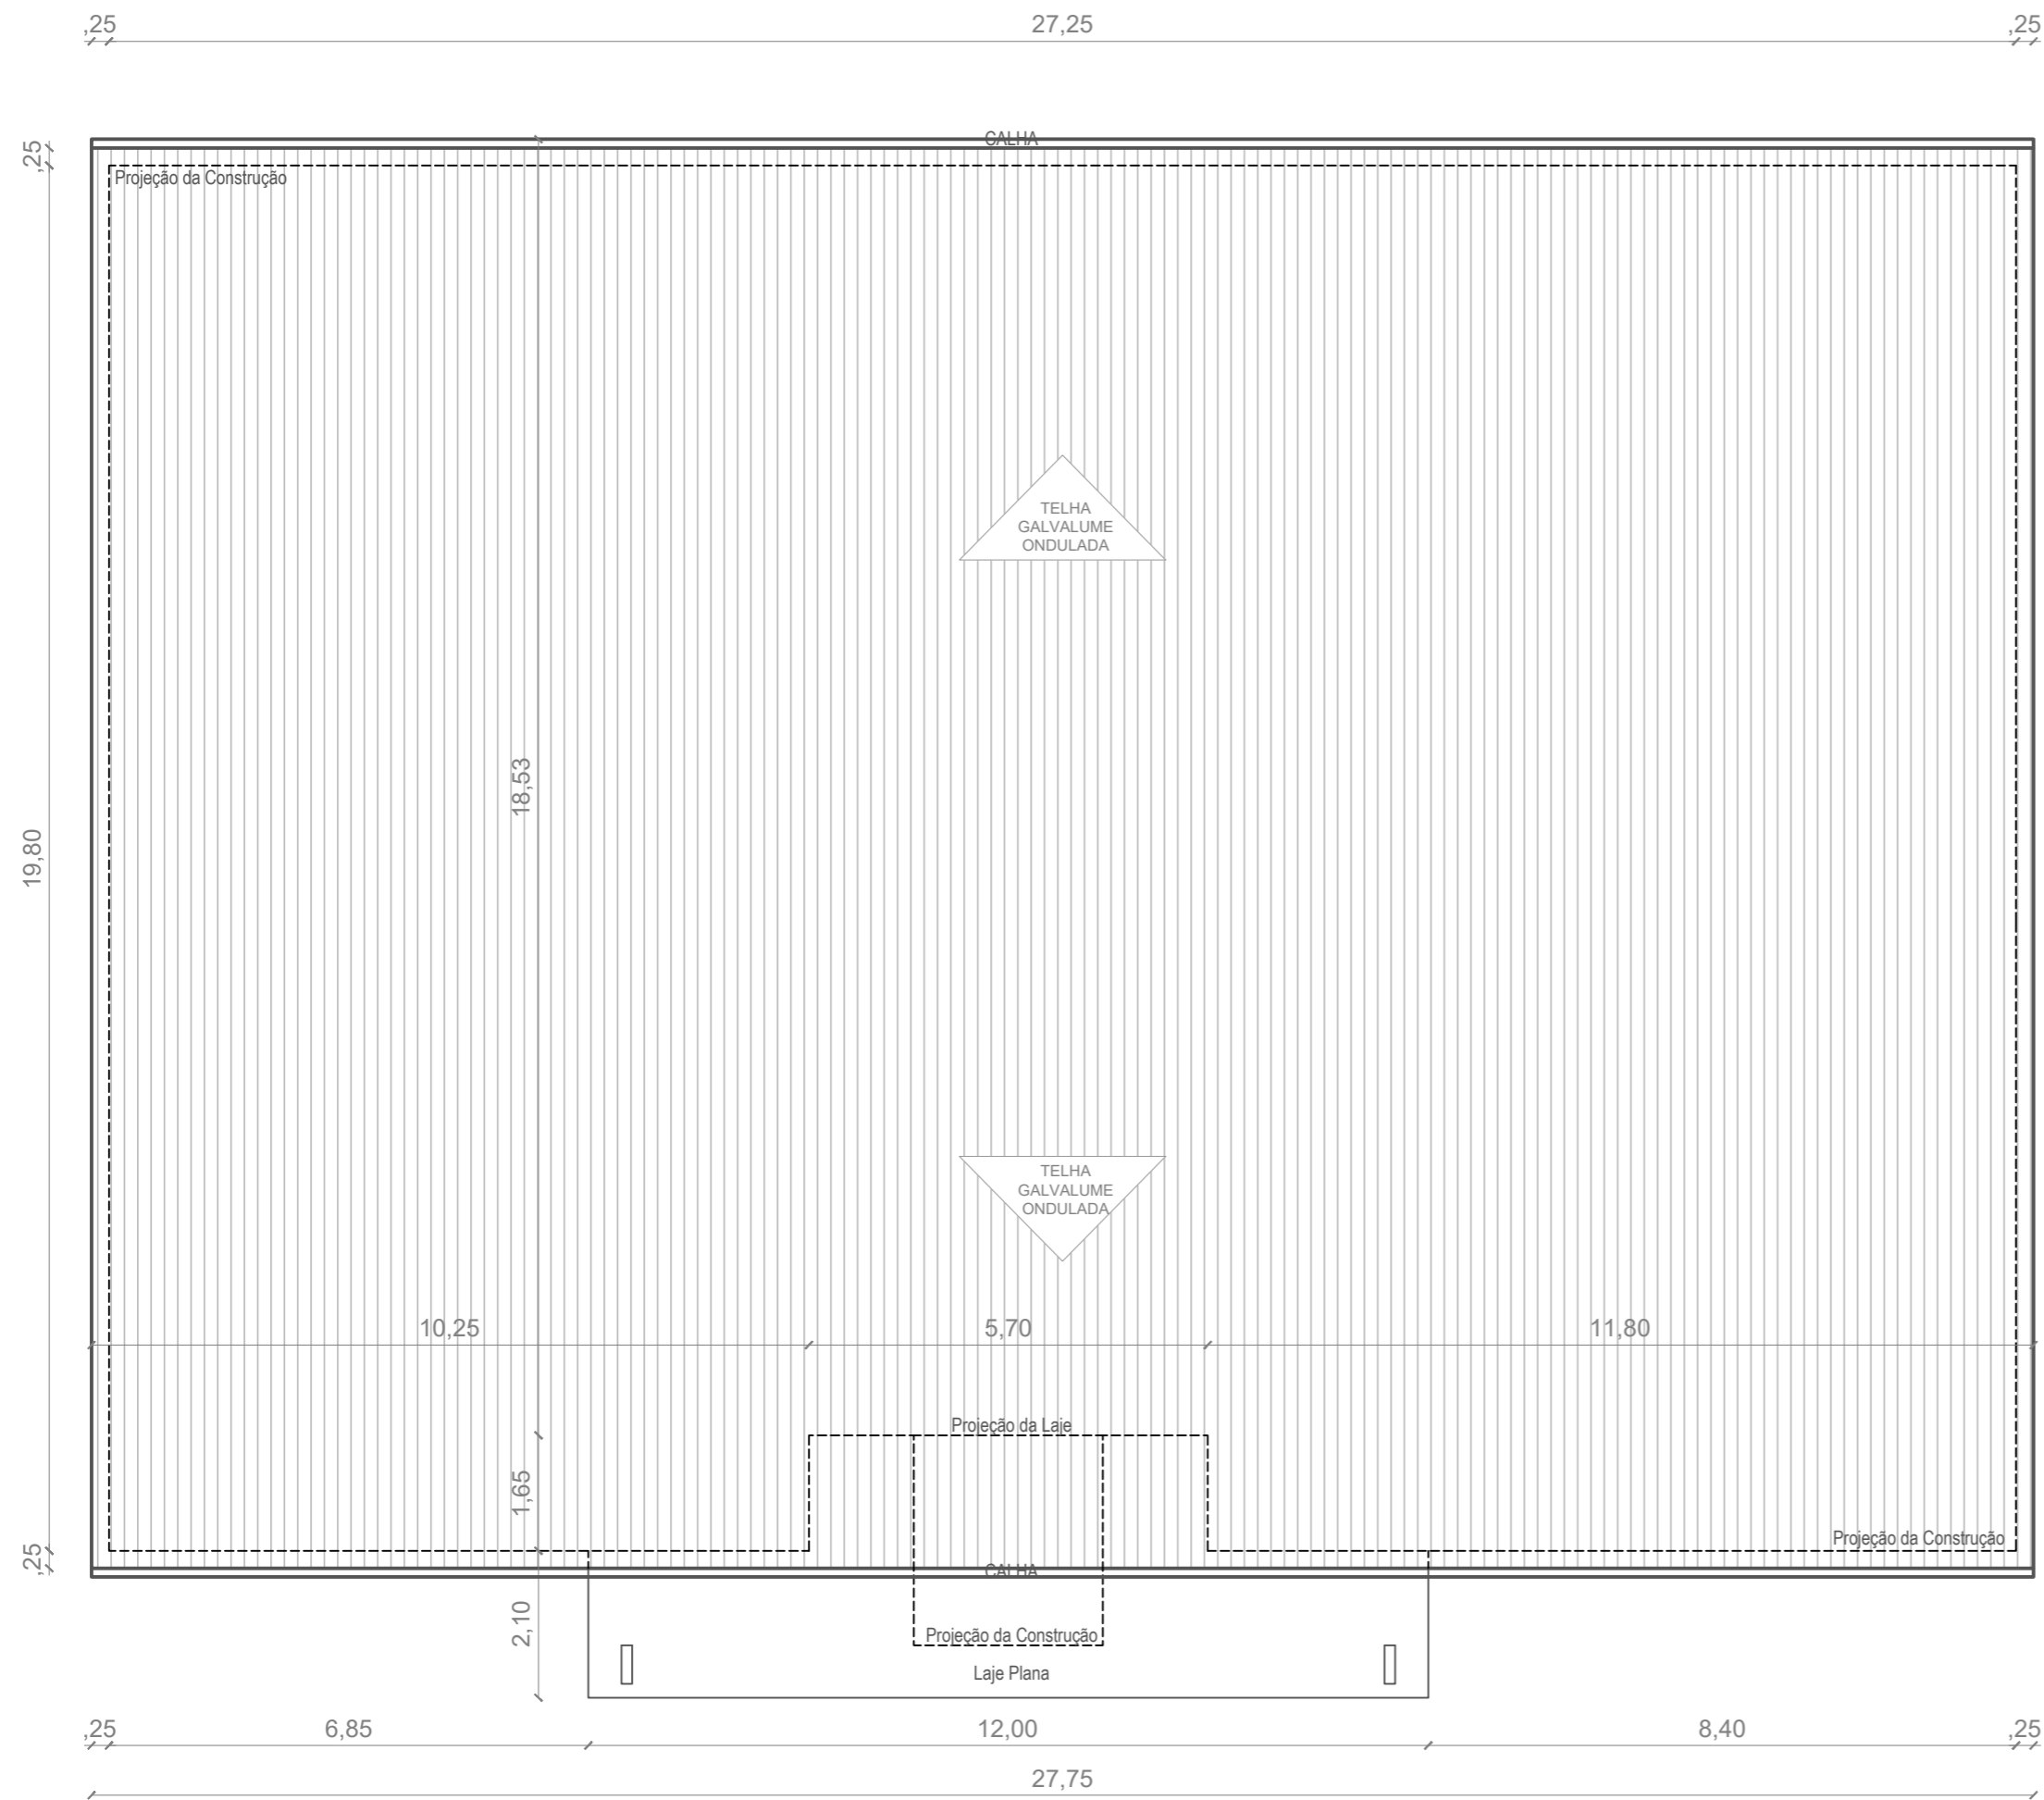 ,25
27,25
,25
CALHA
,25
Projeção da Construção
TELHA
GALVALUME
ONDULADA
18,53
19,80
TELHA
GALVALUME
ONDULADA
10,25
5,70
11,80
Projeção da Laje
1,65
Projeção da Construção
,25
CALHA
2,10
Projeção da Construção
Laje Plana
,25
6,85
12,00
8,40
,25
27,75